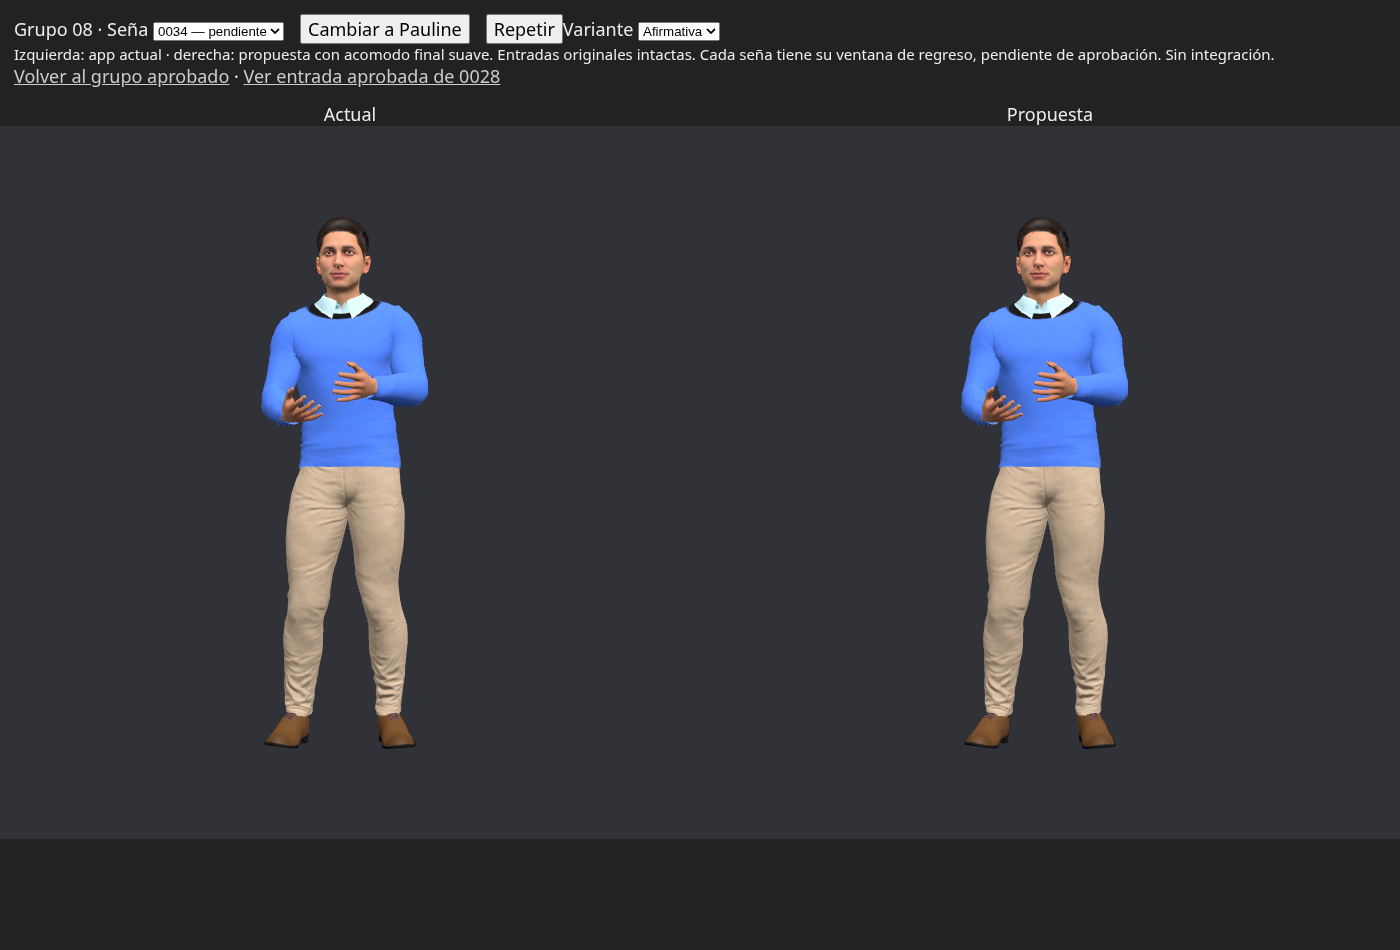 Grupo 08 · Seña 0034 — pendiente Cambiar a Pauline Repetir Variante Afirmativa
Izquierda: app actual · derecha: propuesta con acomodo final suave. Entradas originales intactas. Cada seña tiene su ventana de regreso, pendiente de aprobación. Sin integración.
Volver al grupo aprobado · Ver entrada aprobada de 0028
Actual Propuesta